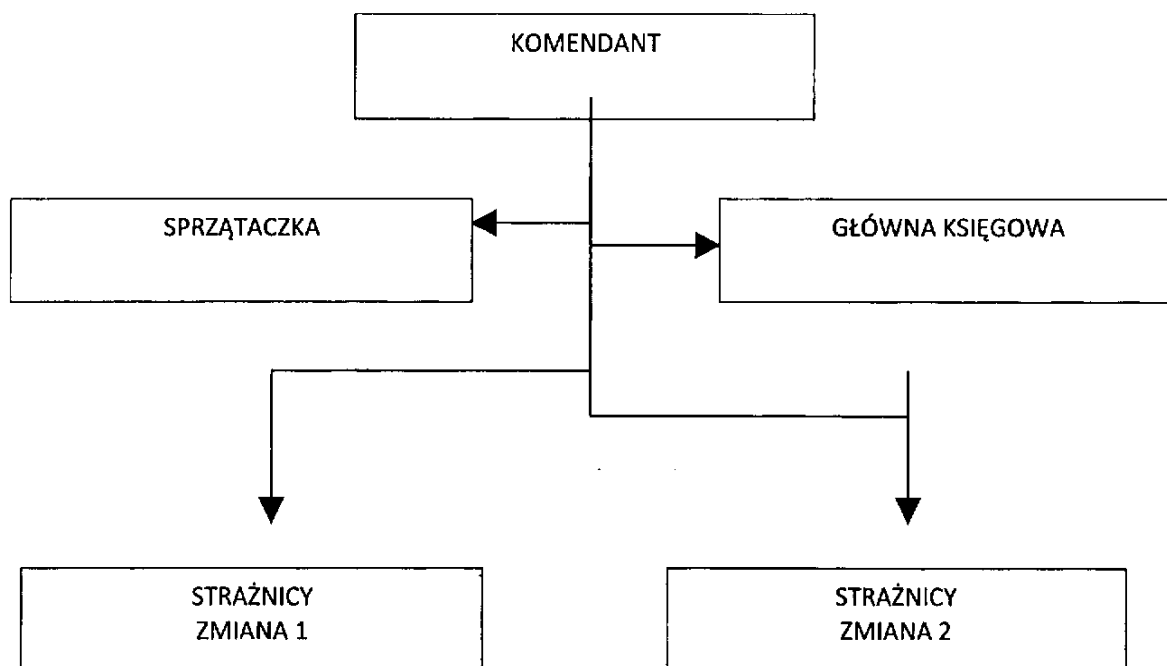 KOMENDANT
SPRZĄTACZKA
GŁÓWNA KSIĘGOWA
STRAŻNICY
ZMIANA 1
STRAŻNICY
ZMIANA 2